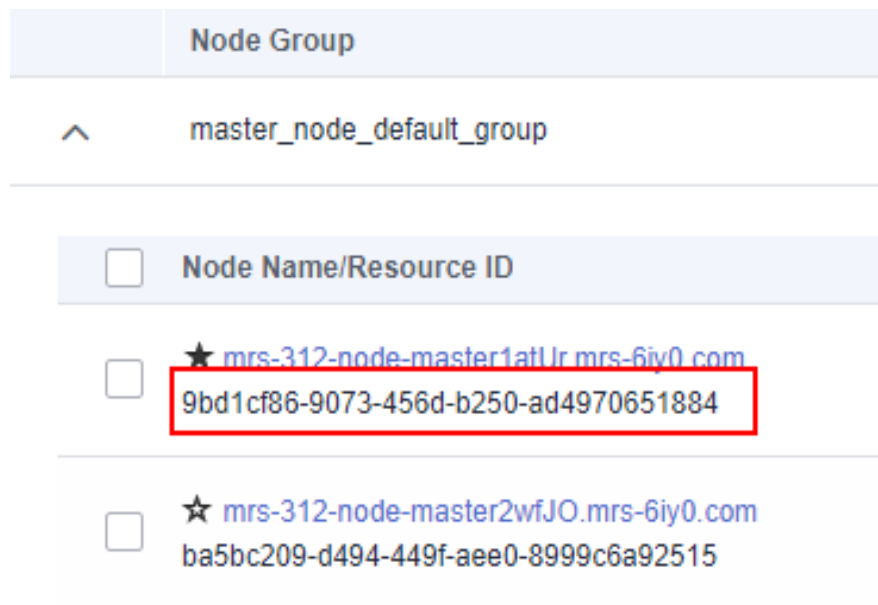 Node Group
master_node_default_group
Node Name/Resource ID
mrs-312-node-master1atUr.mrs-6iy0.com
9bd1cf86-9073-456d-b250-ad4970651884
mrs-312-node-master2wfJO.mrs-6iy0.com
ba5bc209-d494-449f-aee0-8999c6a92515